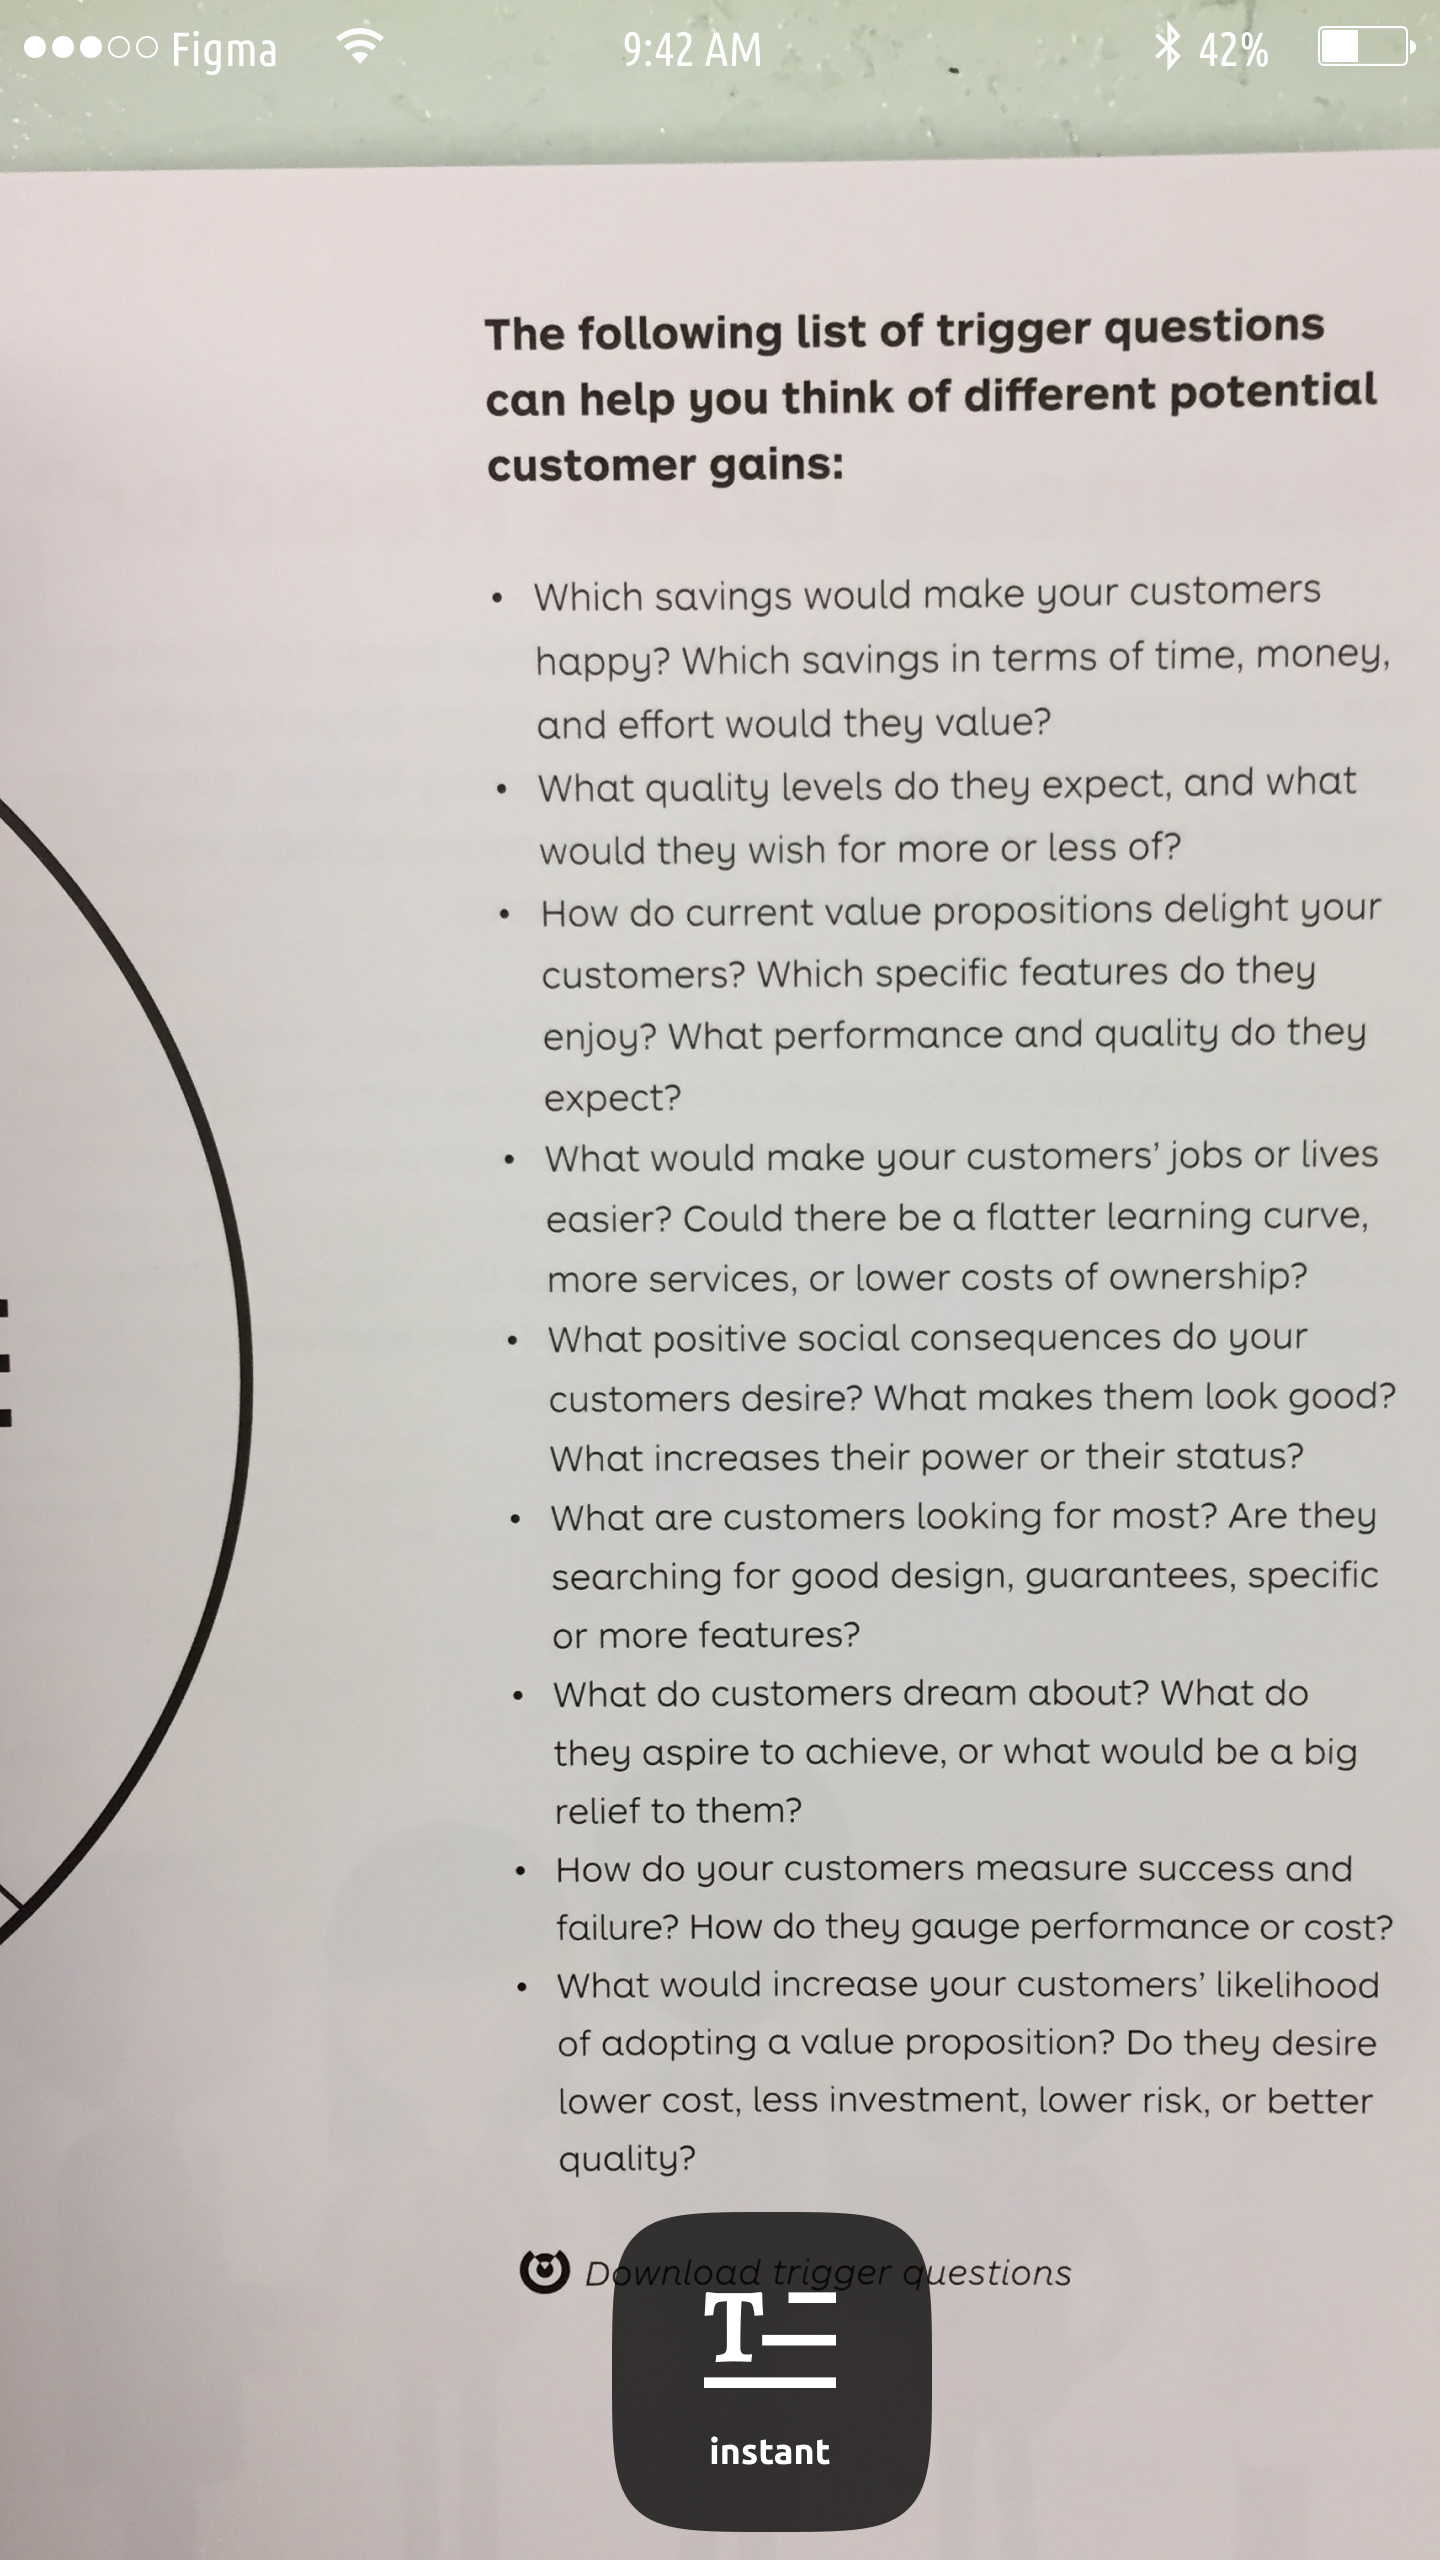 Figma 9:42 AM 42%
The following list of trigger questions
can help you think of different potential
customer gains:
• Which savings would make your customers
happy? Which savings in terms of time, money,
and effort would they value?
• What quality levels do they expect, and what
would they wish for more or less of?
• How do current value propositions delight your
customers? Which specific features do they
enjoy? What performance and quality do they
expect?
• What would make your customers’ jobs or lives
easier? Could there be a flatter learning curve,
more services, or lower costs of ownership?
• What positive social consequences do your
customers desire? What makes them look good?
What increases their power or their status?
• What are customers looking for most? Are they
searching for good design, guarantees, specific
or more features?
• What do customers dream about? What do
they aspire to achieve, or what would be a big
relief to them?
• How do your customers measure success and
failure? How do they gauge performance or cost?
• What would increase your customers’ likelihood
of adopting a value proposition? Do they desire
lower cost, less investment, lower risk, or better
quality?
Download trigger questions
T
instant